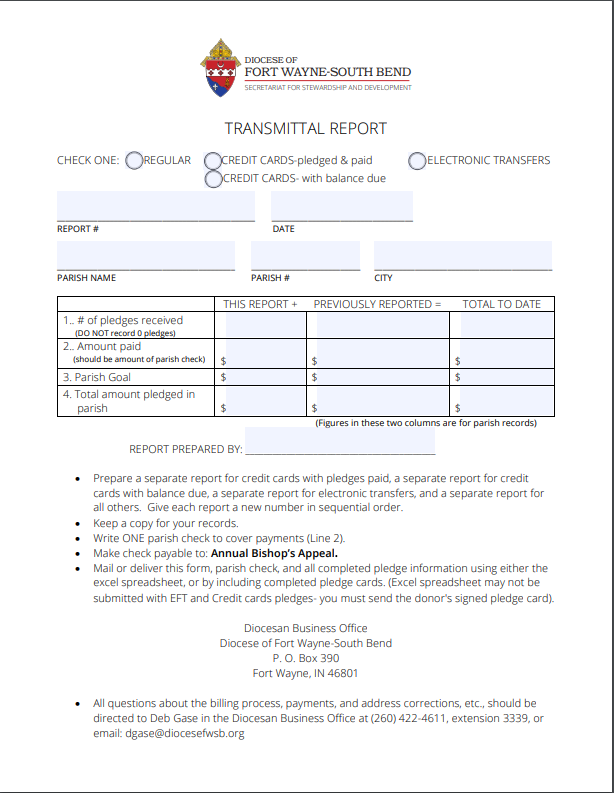 DIOCESE OF
FORT WAYNE-SOUTH BEND
SECRETARIAT FOR STEWARDSHIP AND DEVELOPMENT
TRANSMITTAL REPORT
CHECK ONE: REGULAR CREDIT CARDS-pledged & paid ELECTRONIC TRANSFERS
CREDIT CARDS- with balance due
REPORT # DATE
PARISH NAME PARISH # CITY
THIS REPORT + PREVIOUSLY REPORTED = TOTAL TO DATE
1.. # of pledges received
(DO NOT record 0 pledges)
2.. Amount paid
(should be amount of parish check) $ $ $
3. Parish Goal $ $ $
4. Total amount pledged in
parish $ $ $
(Figures in these two columns are for parish records)
REPORT PREPARED BY:
• Prepare a separate report for credit cards with pledges paid, a separate report for credit
cards with balance due, a separate report for electronic transfers, and a separate report for
all others. Give each report a new number in sequential order.
• Keep a copy for your records.
• Write ONE parish check to cover payments (Line 2).
• Make check payable to: Annual Bishop's Appeal.
• Mail or deliver this form, parish check, and all completed pledge information using either the
excel spreadsheet, or by including completed pledge cards. (Excel spreadsheet may not be
submitted with EFT and Credit cards pledges- you must send the donor's signed pledge card).
Diocesan Business Office
Diocese of Fort Wayne-South Bend
P. O. Box 390
Fort Wayne, IN 46801
• All questions about the billing process, payments, and address corrections, etc., should be
directed to Deb Gase in the Diocesan Business Office at (260) 422-4611, extension 3339, or
email: dgase@diocesefwsb.org